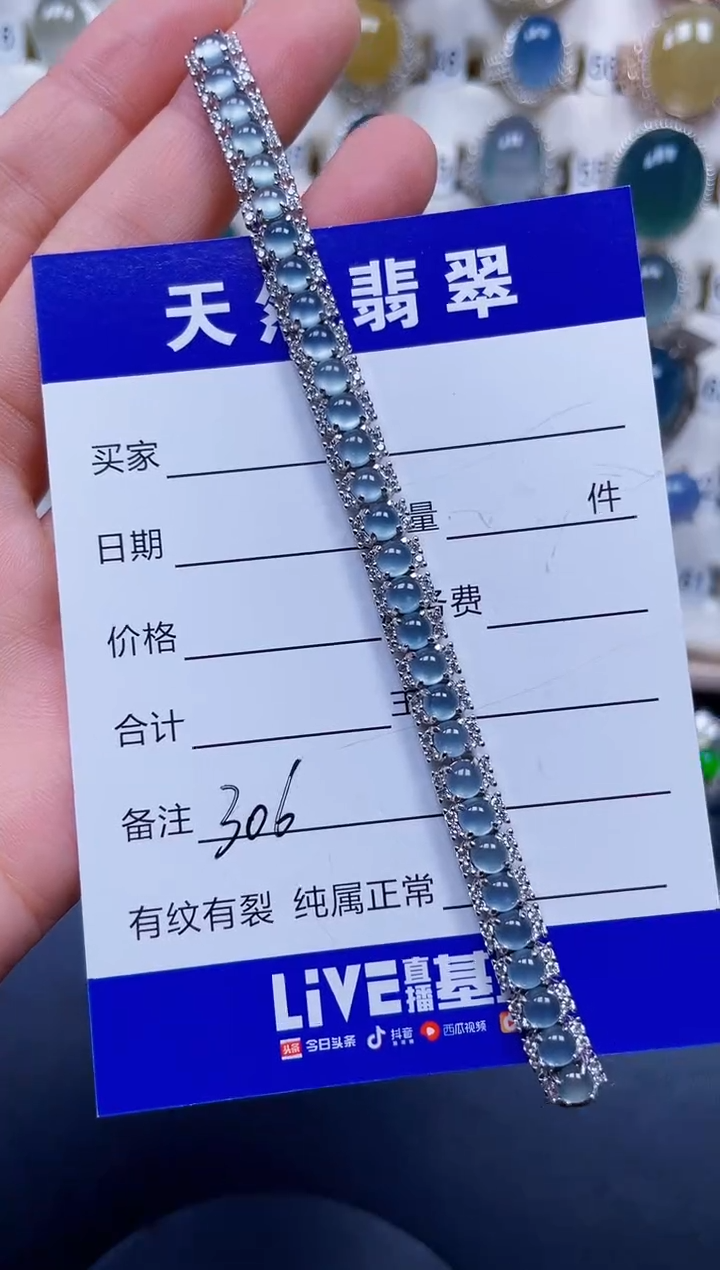 天 翡翠
买家
日期 量 件
价格 费
合计
备注 306
有纹有裂 纯属正常
LiVE直播基
头条 今日头条 抖音 西瓜视频